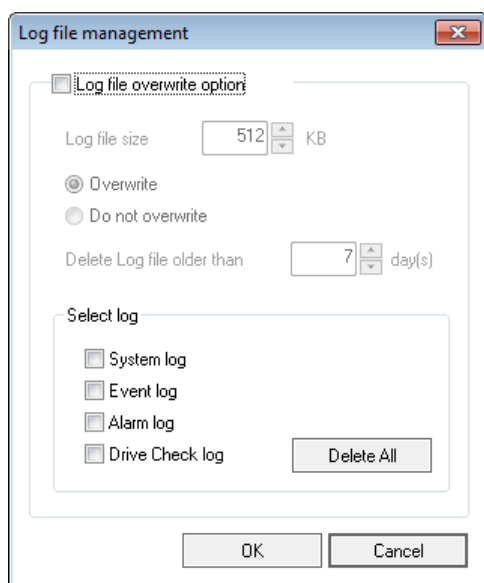 Log file management
Log file overwrite option
Log file size 512 KB
Overwrite
Do not overwrite
Delete Log file older than 7 day(s)
Select log
System log
Event log
Alarm log
Drive Check log Delete All
OK Cancel